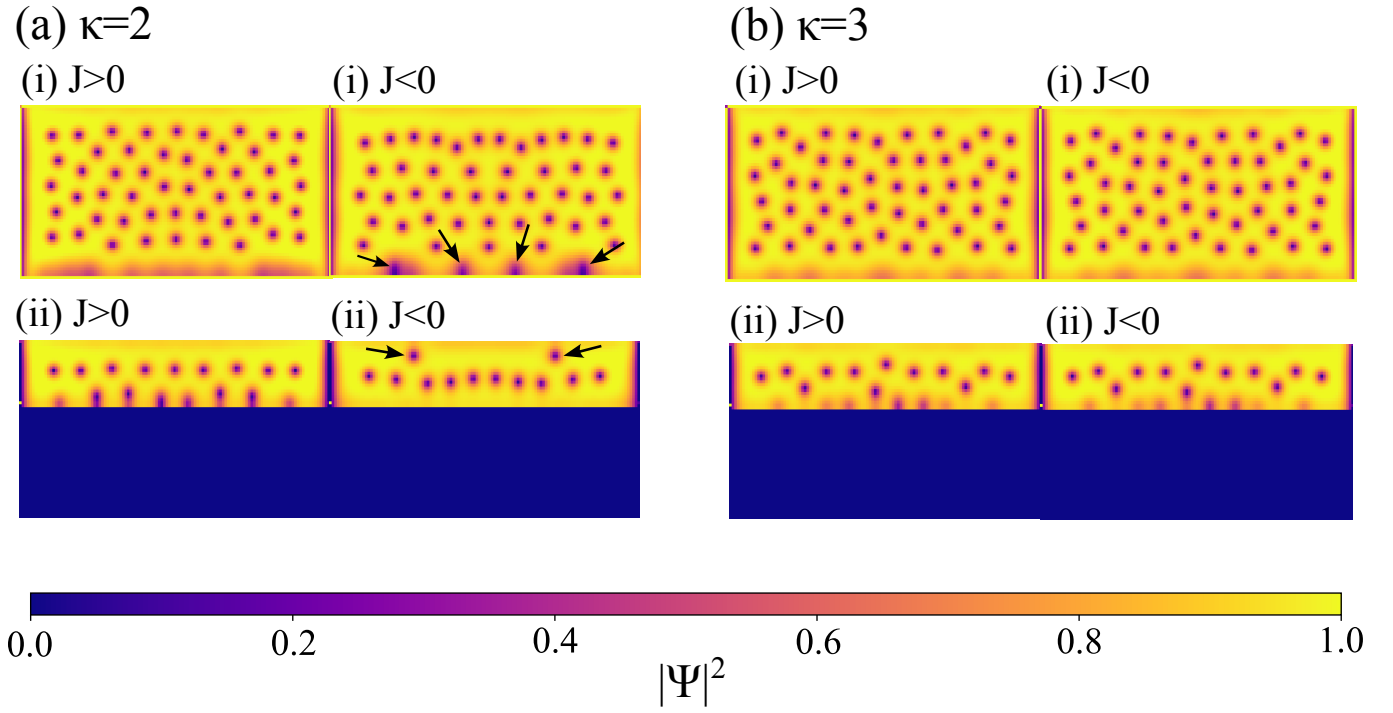 (a) κ=2
(b) κ=3
(i) J>0
(i) J<0
(i) J>0
(i) J<0
(ii) J>0
(ii) J<0
(ii) J>0
(ii) J<0
0.0 0.2 0.4 0.6 0.8 1.0
|Ψ|²